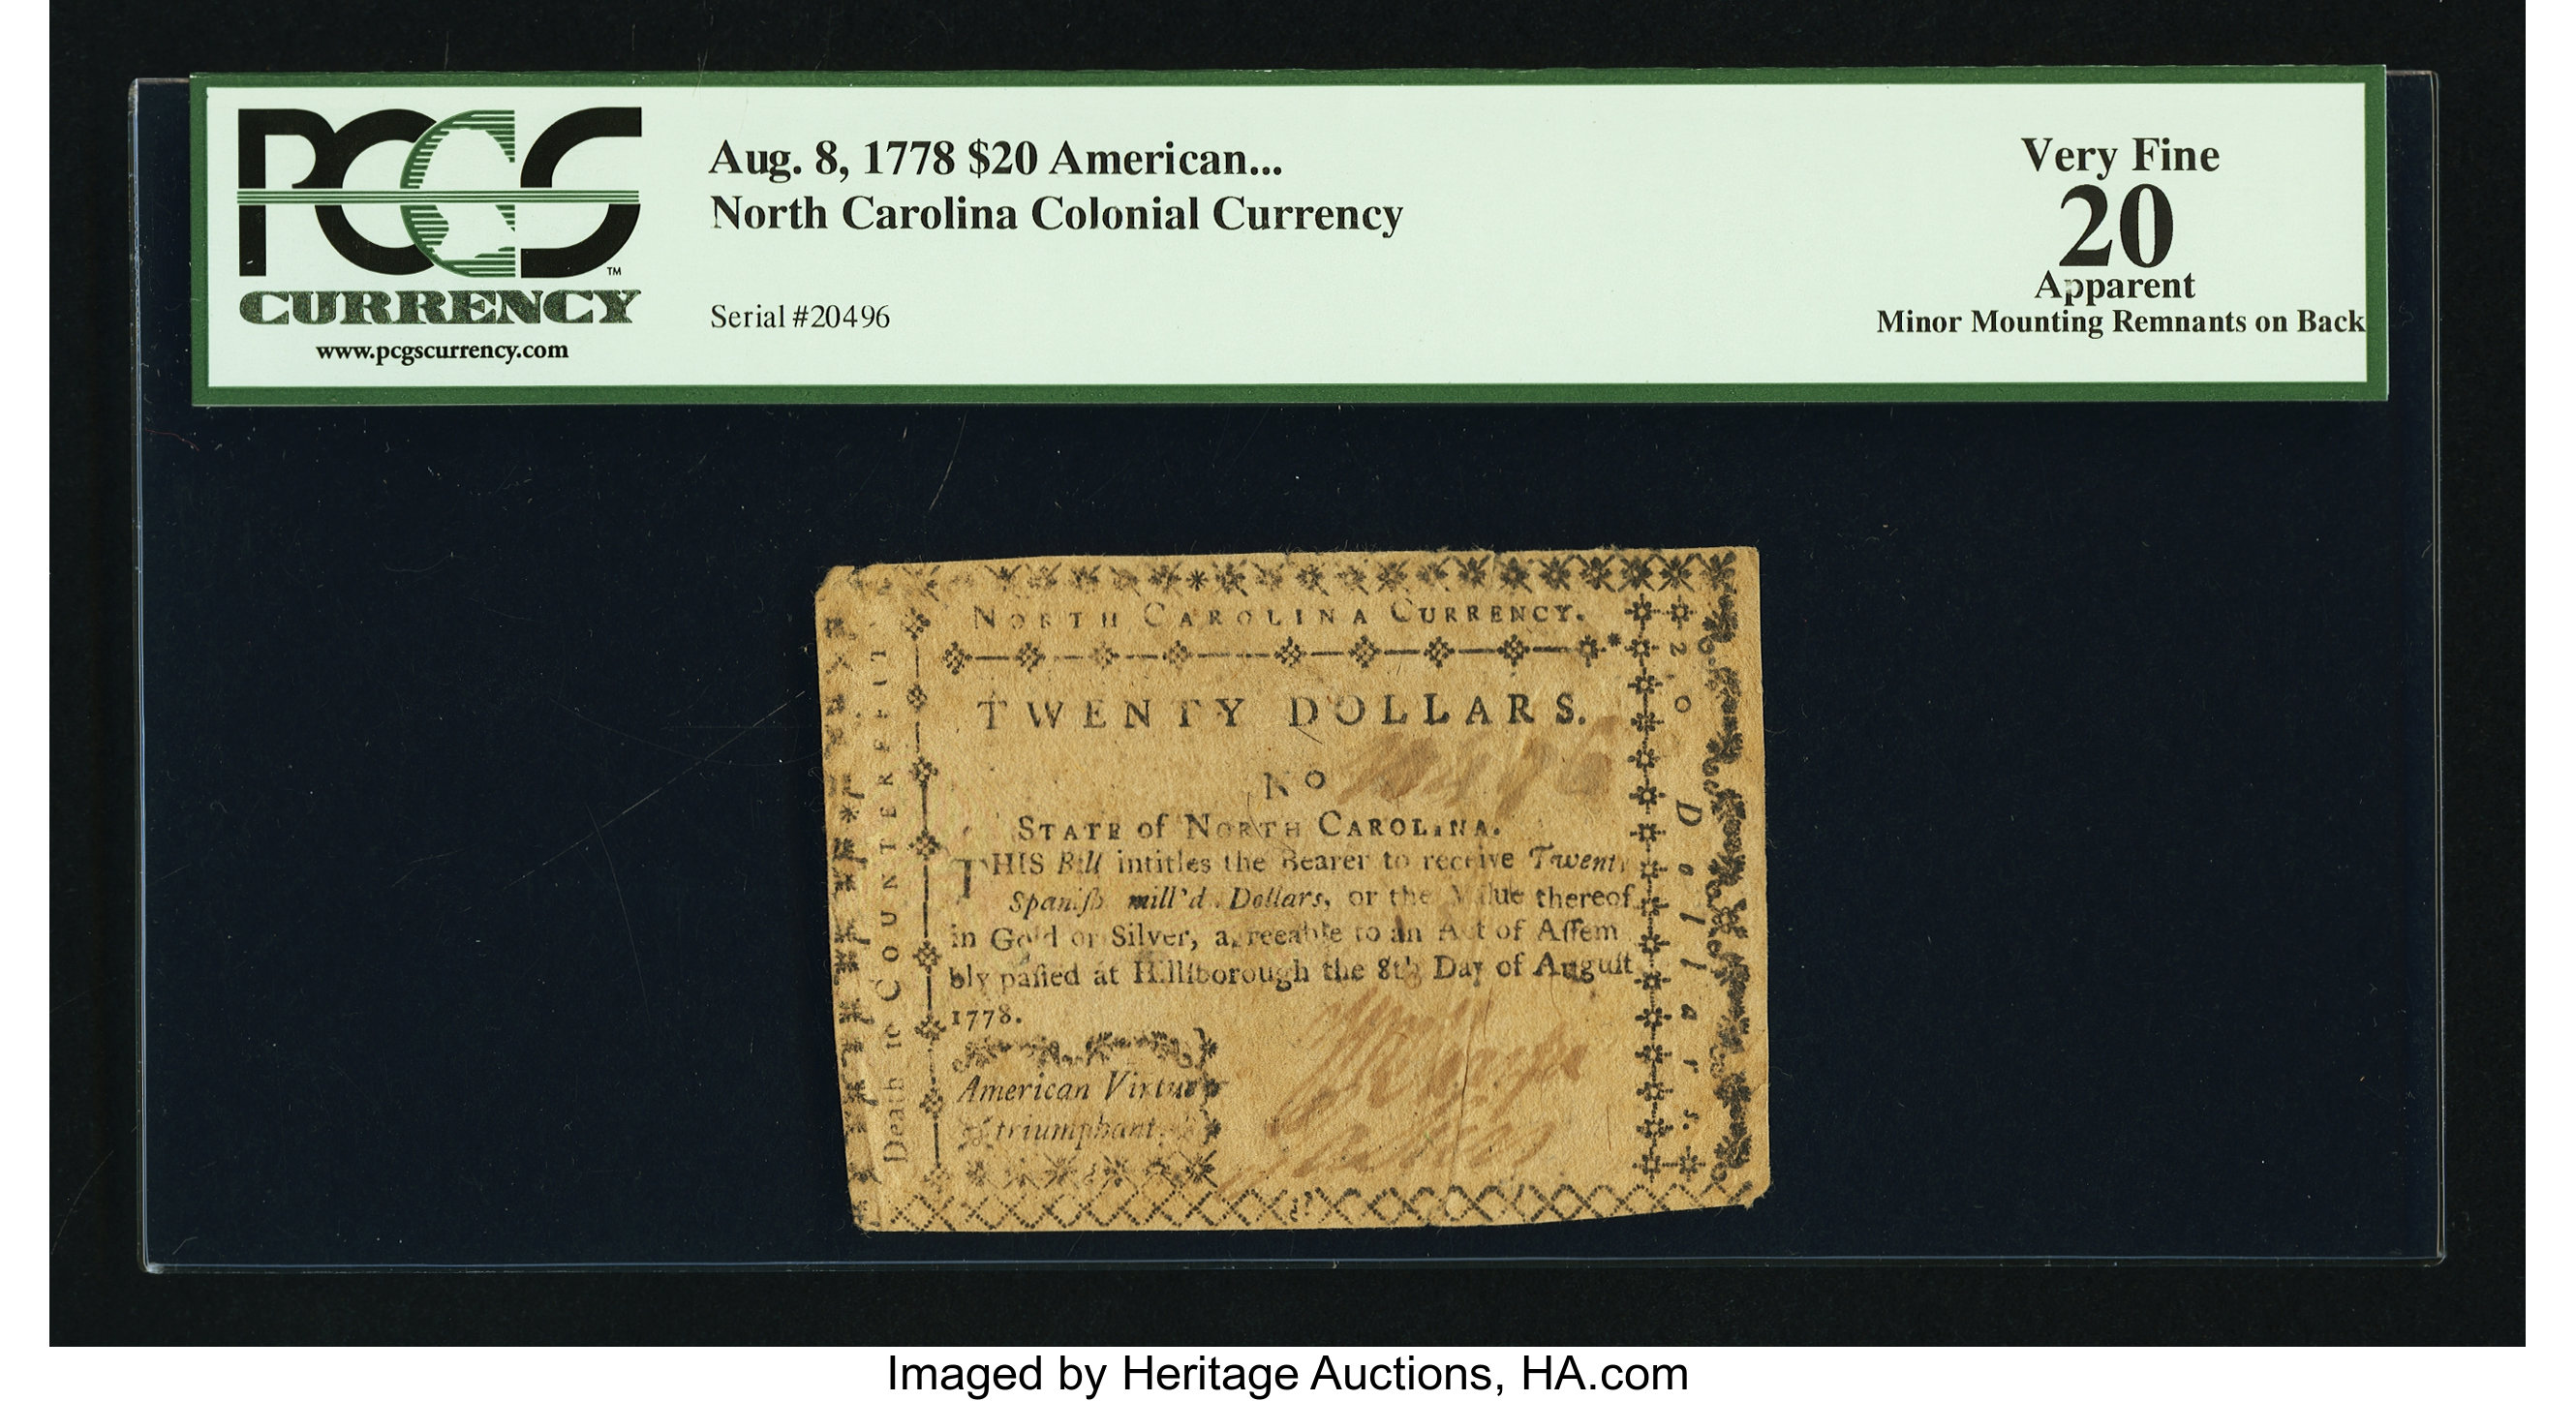 PCGS
CURRENCY
www.pcgscurrency.com
Aug. 8, 1778 $20 American...
North Carolina Colonial Currency
Serial #20496
Very Fine
20
Apparent
Minor Mounting Remnants on Back
NORTH CAROLINA CURRENCY.
TWENTY DOLLARS.
No
STATE of NORTH CAROLINA.
THIS Bill intitles the Bearer to receive Twenty
Spaniſh mill'd Dollars, or the Value thereof
in Gold or Silver, agreeable to an Act of Aſſem
bly paſſed at Hillſborough the 8th Day of Auguſt
1778.
American Virtue
triumphant.
Death to COUNTERFEIT
20 Dollars.
Imaged by Heritage Auctions, HA.com